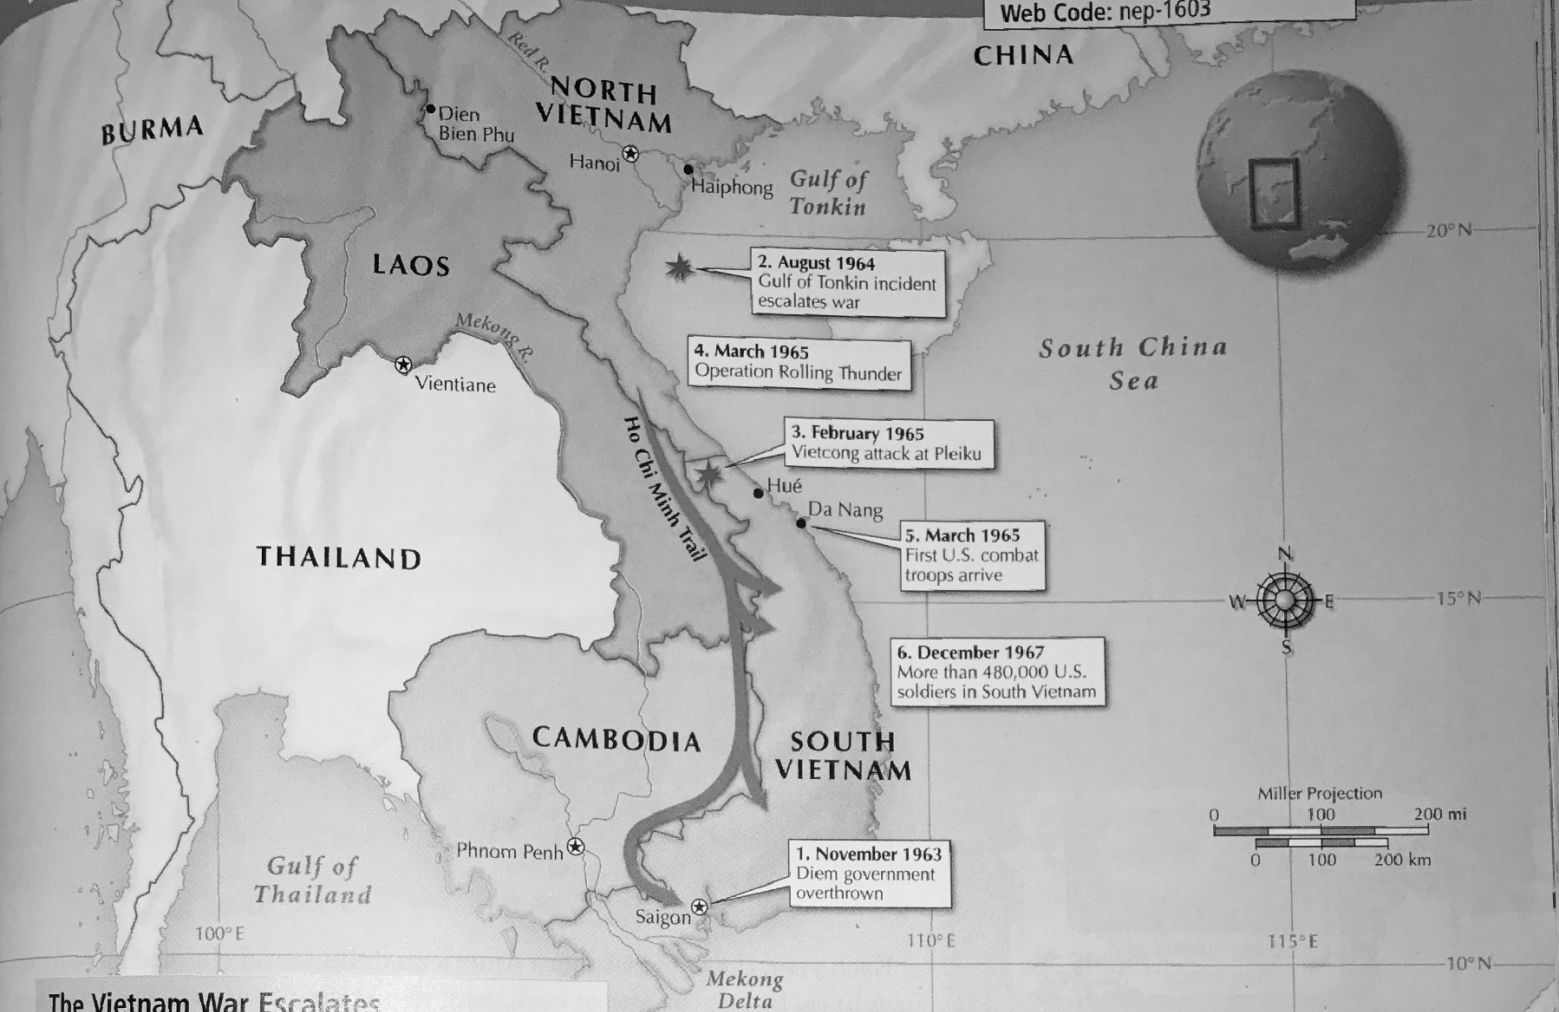 Web Code: nep-1603
CHINA
Red R.
NORTH
VIETNAM
BURMA
Dien
Bien Phu
Hanoi
Haiphong
Gulf of
Tonkin
20°N
LAOS
2. August 1964
Gulf of Tonkin incident
escalates war
Mekong R.
4. March 1965
Operation Rolling Thunder
South China
Sea
Vientiane
Ho Chi Minh Trail
3. February 1965
Vietcong attack at Pleiku
Hué
Da Nang
5. March 1965
First U.S. combat
troops arrive
THAILAND
N
W
E
S
15°N
6. December 1967
More than 480,000 U.S.
soldiers in South Vietnam
CAMBODIA
SOUTH
VIETNAM
Miller Projection
0 100 200 mi
0 100 200 km
Phnom Penh
1. November 1963
Diem government
overthrown
Gulf of
Thailand
Saigon
100°E
110°E
115°E
10°N
Mekong
Delta
The Vietnam War Escalates